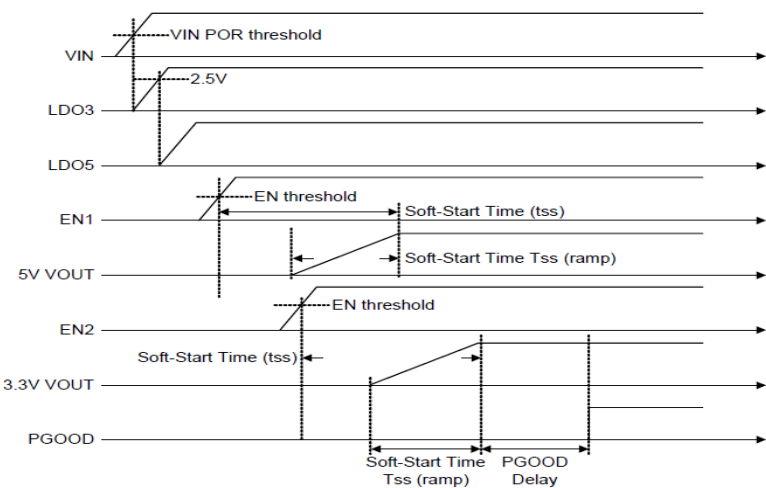 VIN POR threshold
VIN
2.5V
LDO3
LDO5
EN threshold
Soft-Start Time (tss)
EN1
Soft-Start Time Tss (ramp)
5V VOUT
EN threshold
EN2
Soft-Start Time (tss)
3.3V VOUT
PGOOD
Soft-Start Time
Tss (ramp)
PGOOD
Delay